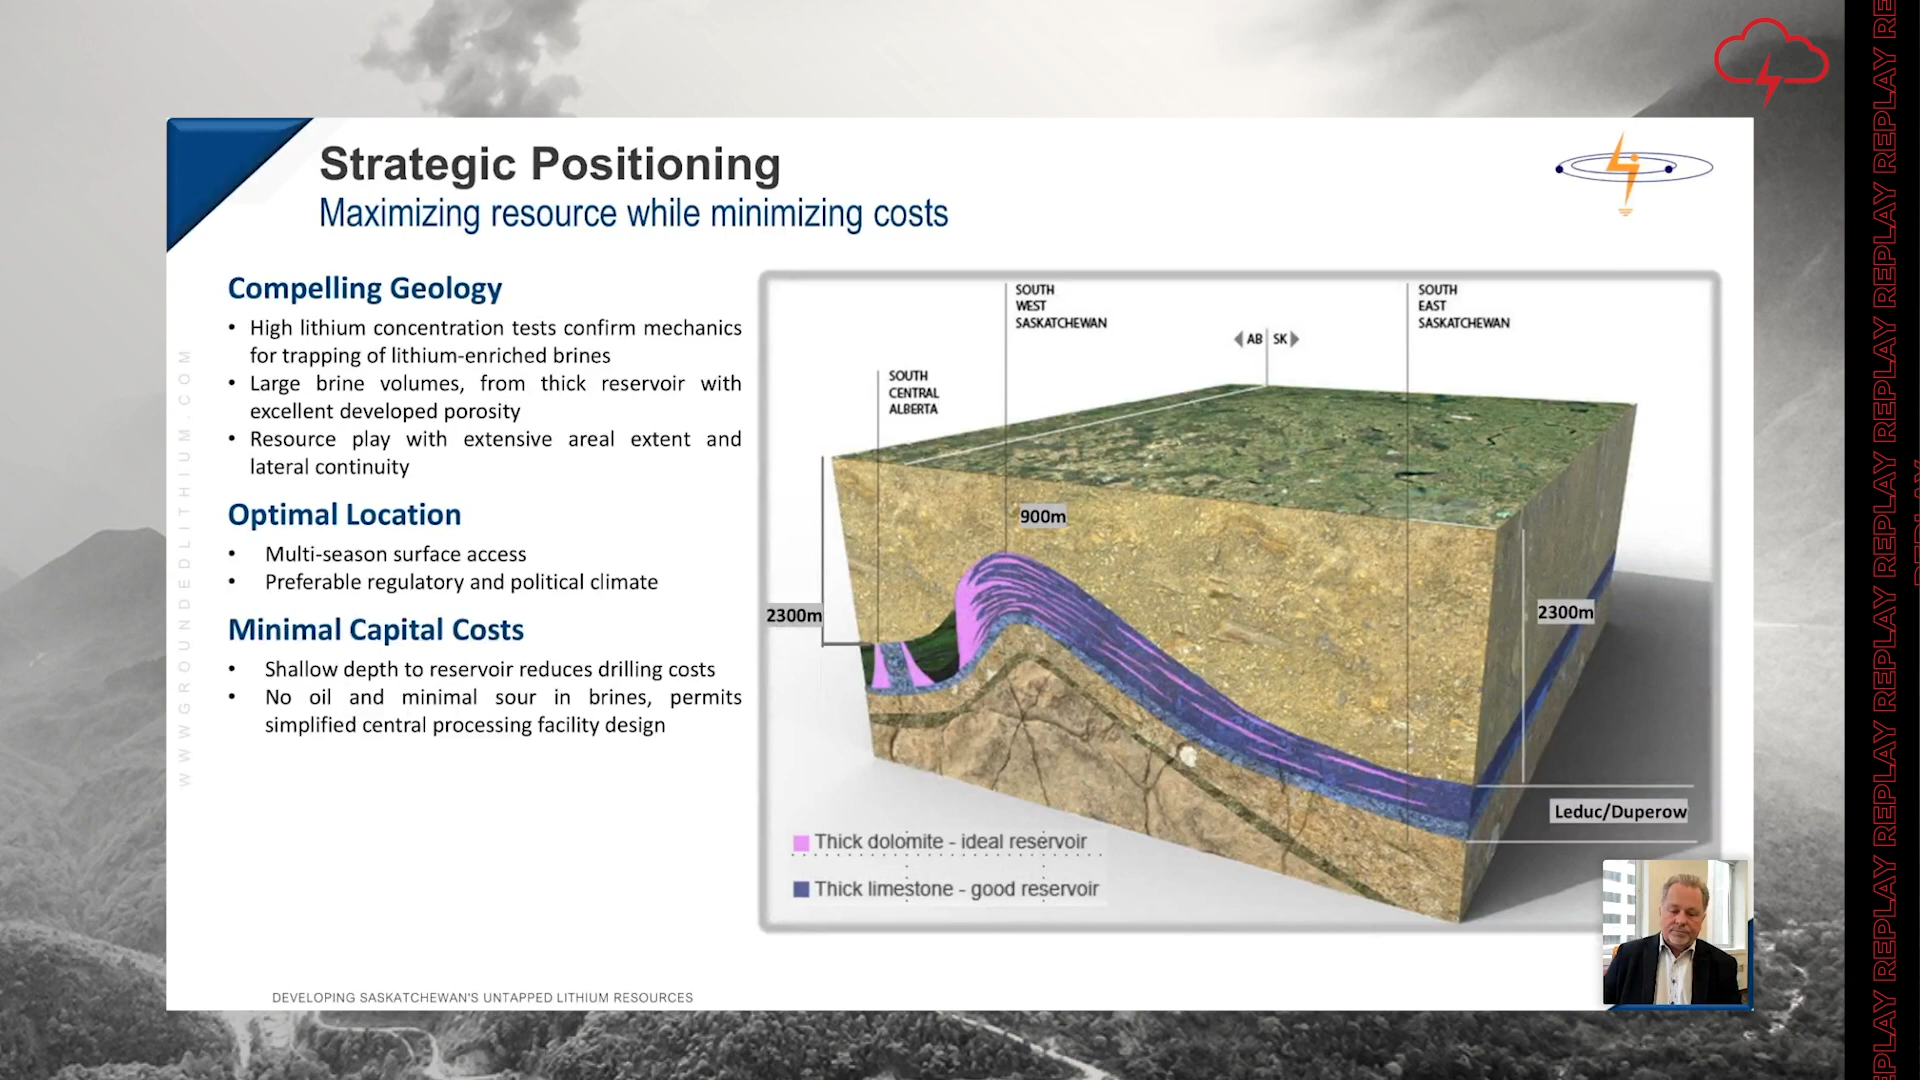 Strategic Positioning
Maximizing resource while minimizing costs
Compelling Geology
• High lithium concentration tests confirm mechanics
for trapping of lithium-enriched brines
• Large brine volumes, from thick reservoir with
excellent developed porosity
• Resource play with extensive areal extent and
lateral continuity
Optimal Location
• Multi-season surface access
• Preferable regulatory and political climate
Minimal Capital Costs
• Shallow depth to reservoir reduces drilling costs
• No oil and minimal sour in brines, permits
simplified central processing facility design
WWW.GROUNDEDLITHIUM.COM
SOUTH
WEST
SASKATCHEWAN
SOUTH
EAST
SASKATCHEWAN
AB SK
SOUTH
CENTRAL
ALBERTA
900m
2300m
2300m
Leduc/Duperow
Thick dolomite - ideal reservoir
Thick limestone - good reservoir
DEVELOPING SASKATCHEWAN'S UNTAPPED LITHIUM RESOURCES
REPLAY REPLAY REPLAY REPLAY REPLAY REPLAY REPLAY REPLAY